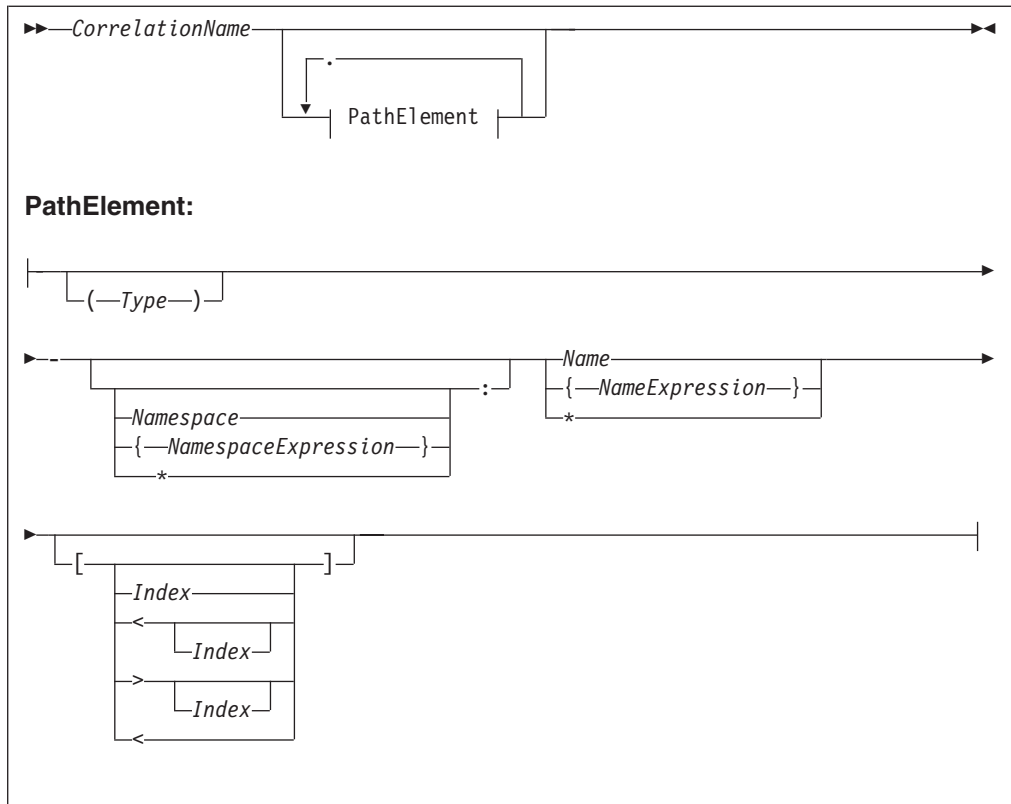 CorrelationName
.
PathElement
PathElement:
( Type )
-
Name
:
{ NameExpression }
Namespace
*
{ NamespaceExpression }
*
[ ]
Index
<
Index
>
Index
<